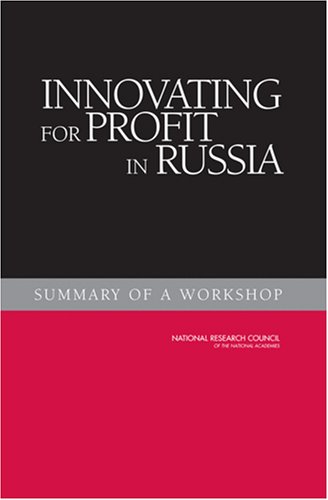 INNOVATING
FOR PROFIT
IN RUSSIA
SUMMARY OF A WORKSHOP
NATIONAL RESEARCH COUNCIL
OF THE NATIONAL ACADEMIES